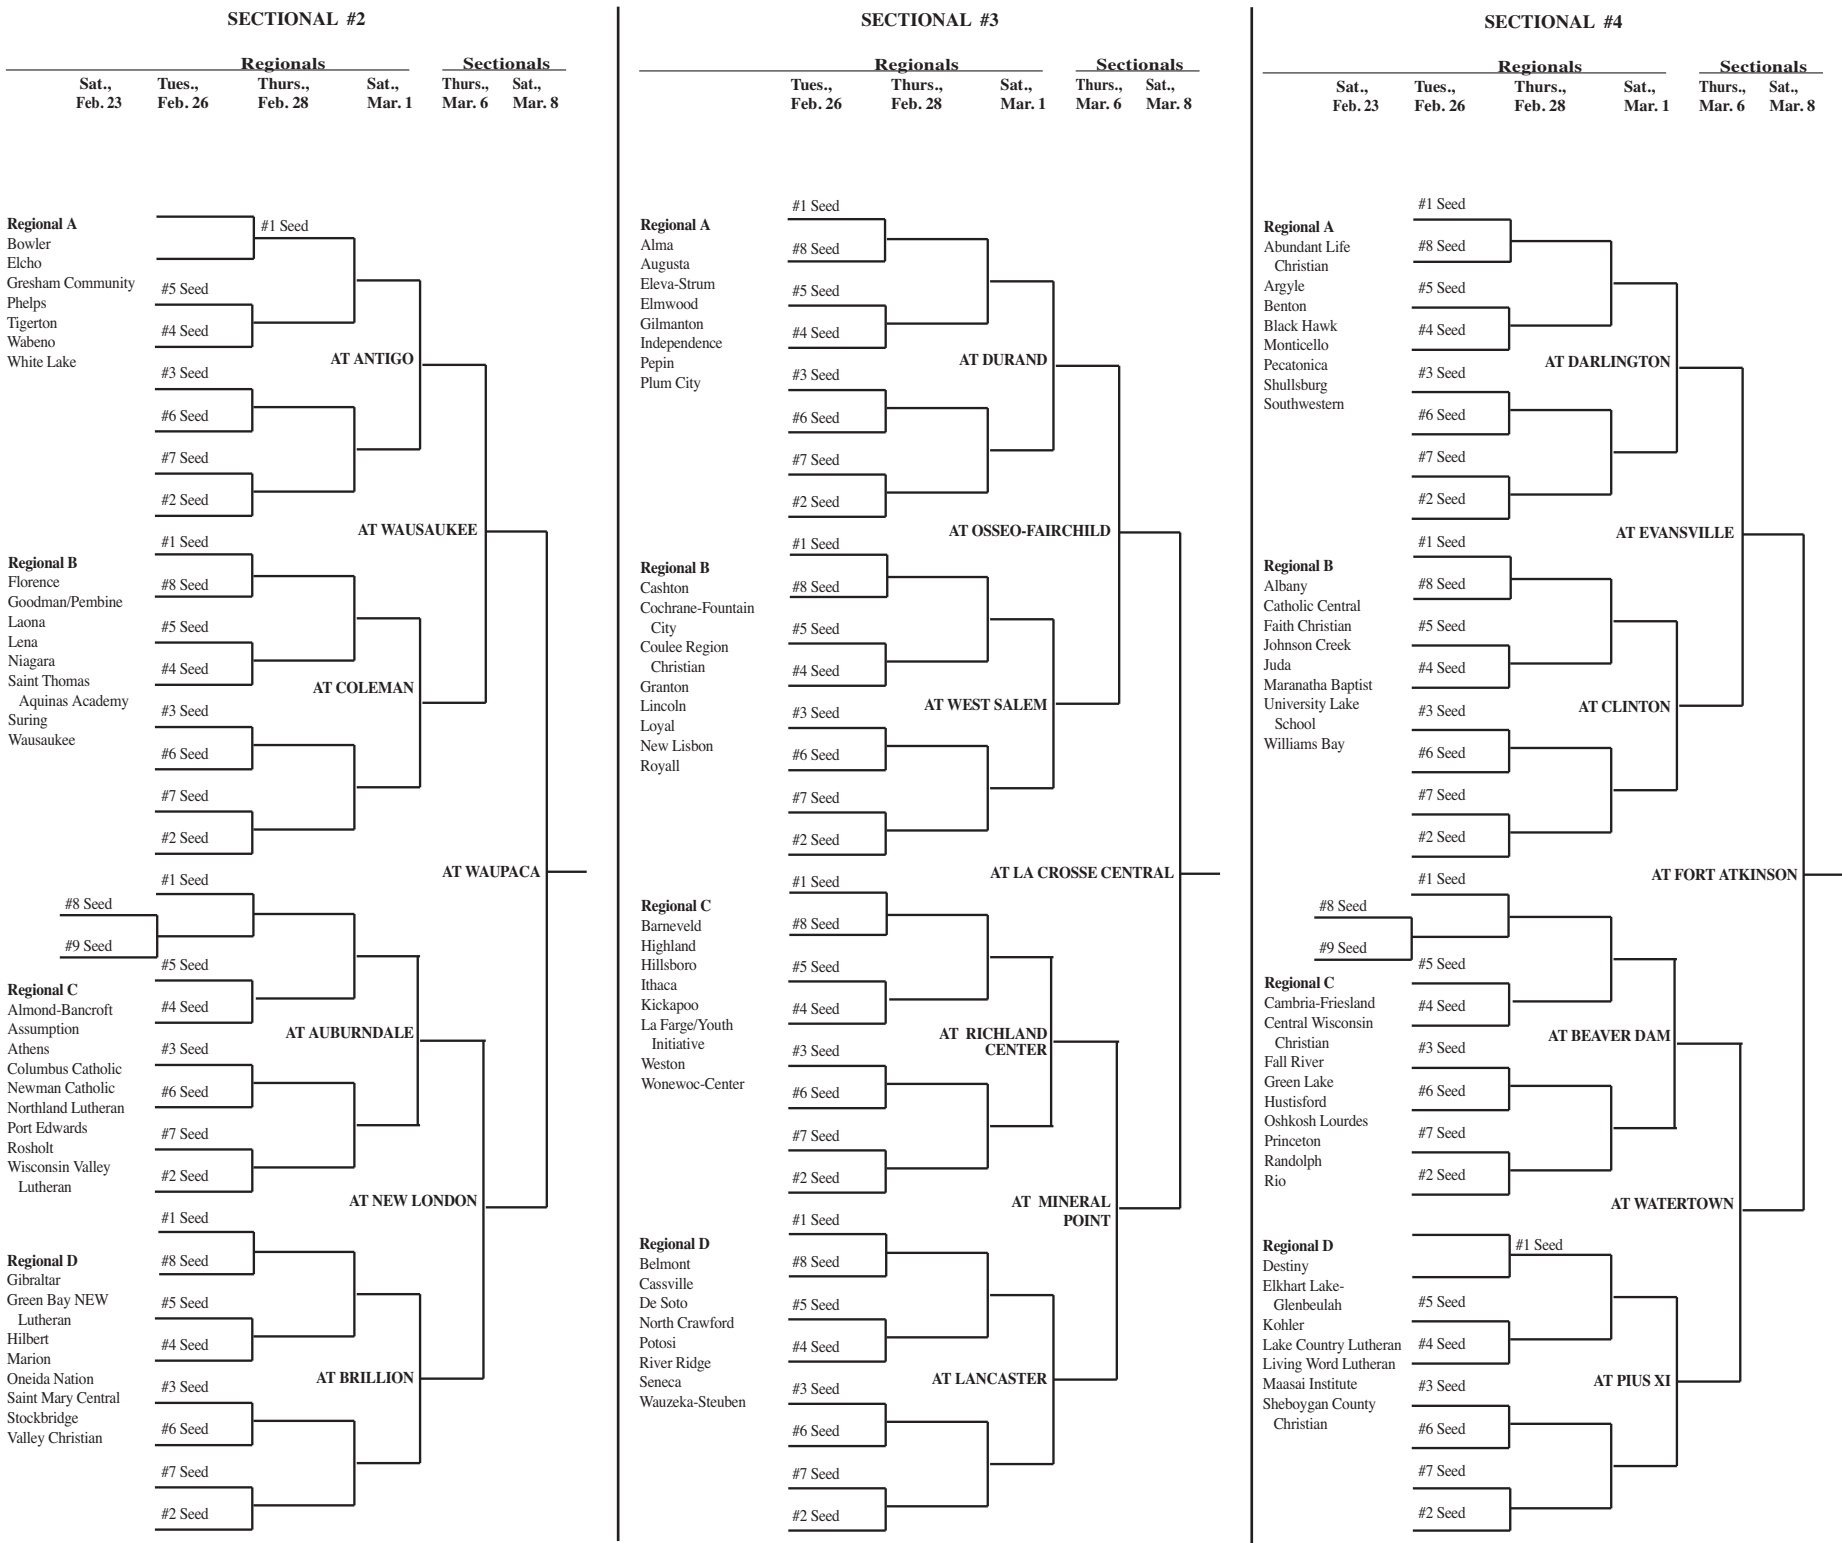 SECTIONAL #2
Regionals
Sectionals
Sat., Feb. 23
Tues., Feb. 26
Thurs., Feb. 28
Sat., Mar. 1
Thurs., Mar. 6
Sat., Mar. 8
Regional A
Bowler
Elcho
Gresham Community
Phelps
Tigerton
Wabeno
White Lake
#1 Seed
#5 Seed
#4 Seed
#3 Seed
#6 Seed
#7 Seed
#2 Seed
AT ANTIGO
AT WAUSAUKEE
Regional B
Florence
Goodman/Pembine
Laona
Lena
Niagara
Saint Thomas
Aquinas Academy
Suring
Wausaukee
#1 Seed
#8 Seed
#5 Seed
#4 Seed
#3 Seed
#6 Seed
#7 Seed
#2 Seed
AT COLEMAN
AT WAUPACA
#8 Seed
#9 Seed
Regional C
Almond-Bancroft
Assumption
Athens
Columbus Catholic
Newman Catholic
Northland Lutheran
Port Edwards
Rosholt
Wisconsin Valley
Lutheran
#1 Seed
#5 Seed
#4 Seed
#3 Seed
#6 Seed
#7 Seed
#2 Seed
AT AUBURNDALE
AT NEW LONDON
Regional D
Gibraltar
Green Bay NEW
Lutheran
Hilbert
Marion
Oneida Nation
Saint Mary Central
Stockbridge
Valley Christian
#1 Seed
#8 Seed
#5 Seed
#4 Seed
#3 Seed
#6 Seed
#7 Seed
#2 Seed
AT BRILLION
SECTIONAL #3
Regionals
Sectionals
Tues., Feb. 26
Thurs., Feb. 28
Sat., Mar. 1
Thurs., Mar. 6
Sat., Mar. 8
Regional A
Alma
Augusta
Eleva-Strum
Elmwood
Gilmanton
Independence
Pepin
Plum City
#1 Seed
#8 Seed
#5 Seed
#4 Seed
#3 Seed
#6 Seed
#7 Seed
#2 Seed
AT DURAND
AT OSSEO-FAIRCHILD
Regional B
Cashton
Cochrane-Fountain
City
Coulee Region
Christian
Granton
Lincoln
Loyal
New Lisbon
Royall
#1 Seed
#8 Seed
#5 Seed
#4 Seed
#3 Seed
#6 Seed
#7 Seed
#2 Seed
AT WEST SALEM
AT LA CROSSE CENTRAL
Regional C
Barneveld
Highland
Hillsboro
Ithaca
Kickapoo
La Farge/Youth
Initiative
Weston
Wonewoc-Center
#1 Seed
#8 Seed
#5 Seed
#4 Seed
#3 Seed
#6 Seed
#7 Seed
#2 Seed
AT RICHLAND
CENTER
AT MINERAL
POINT
Regional D
Belmont
Cassville
De Soto
North Crawford
Potosi
River Ridge
Seneca
Wauzeka-Steuben
#1 Seed
#8 Seed
#5 Seed
#4 Seed
#3 Seed
#6 Seed
#7 Seed
#2 Seed
AT LANCASTER
SECTIONAL #4
Regionals
Sectionals
Sat., Feb. 23
Tues., Feb. 26
Thurs., Feb. 28
Sat., Mar. 1
Thurs., Mar. 6
Sat., Mar. 8
Regional A
Abundant Life
Christian
Argyle
Benton
Black Hawk
Monticello
Pecatonica
Shullsburg
Southwestern
#1 Seed
#8 Seed
#5 Seed
#4 Seed
#3 Seed
#6 Seed
#7 Seed
#2 Seed
AT DARLINGTON
AT EVANSVILLE
Regional B
Albany
Catholic Central
Faith Christian
Johnson Creek
Juda
Maranatha Baptist
University Lake
School
Williams Bay
#1 Seed
#8 Seed
#5 Seed
#4 Seed
#3 Seed
#6 Seed
#7 Seed
#2 Seed
AT CLINTON
AT FORT ATKINSON
#8 Seed
#9 Seed
Regional C
Cambria-Friesland
Central Wisconsin
Christian
Fall River
Green Lake
Hustisford
Oshkosh Lourdes
Princeton
Randolph
Rio
#1 Seed
#5 Seed
#4 Seed
#3 Seed
#6 Seed
#7 Seed
#2 Seed
AT BEAVER DAM
AT WATERTOWN
Regional D
Destiny
Elkhart Lake-
Glenbeulah
Kohler
Lake Country Lutheran
Living Word Lutheran
Maasai Institute
Sheboygan County
Christian
#1 Seed
#5 Seed
#4 Seed
#3 Seed
#6 Seed
#7 Seed
#2 Seed
AT PIUS XI